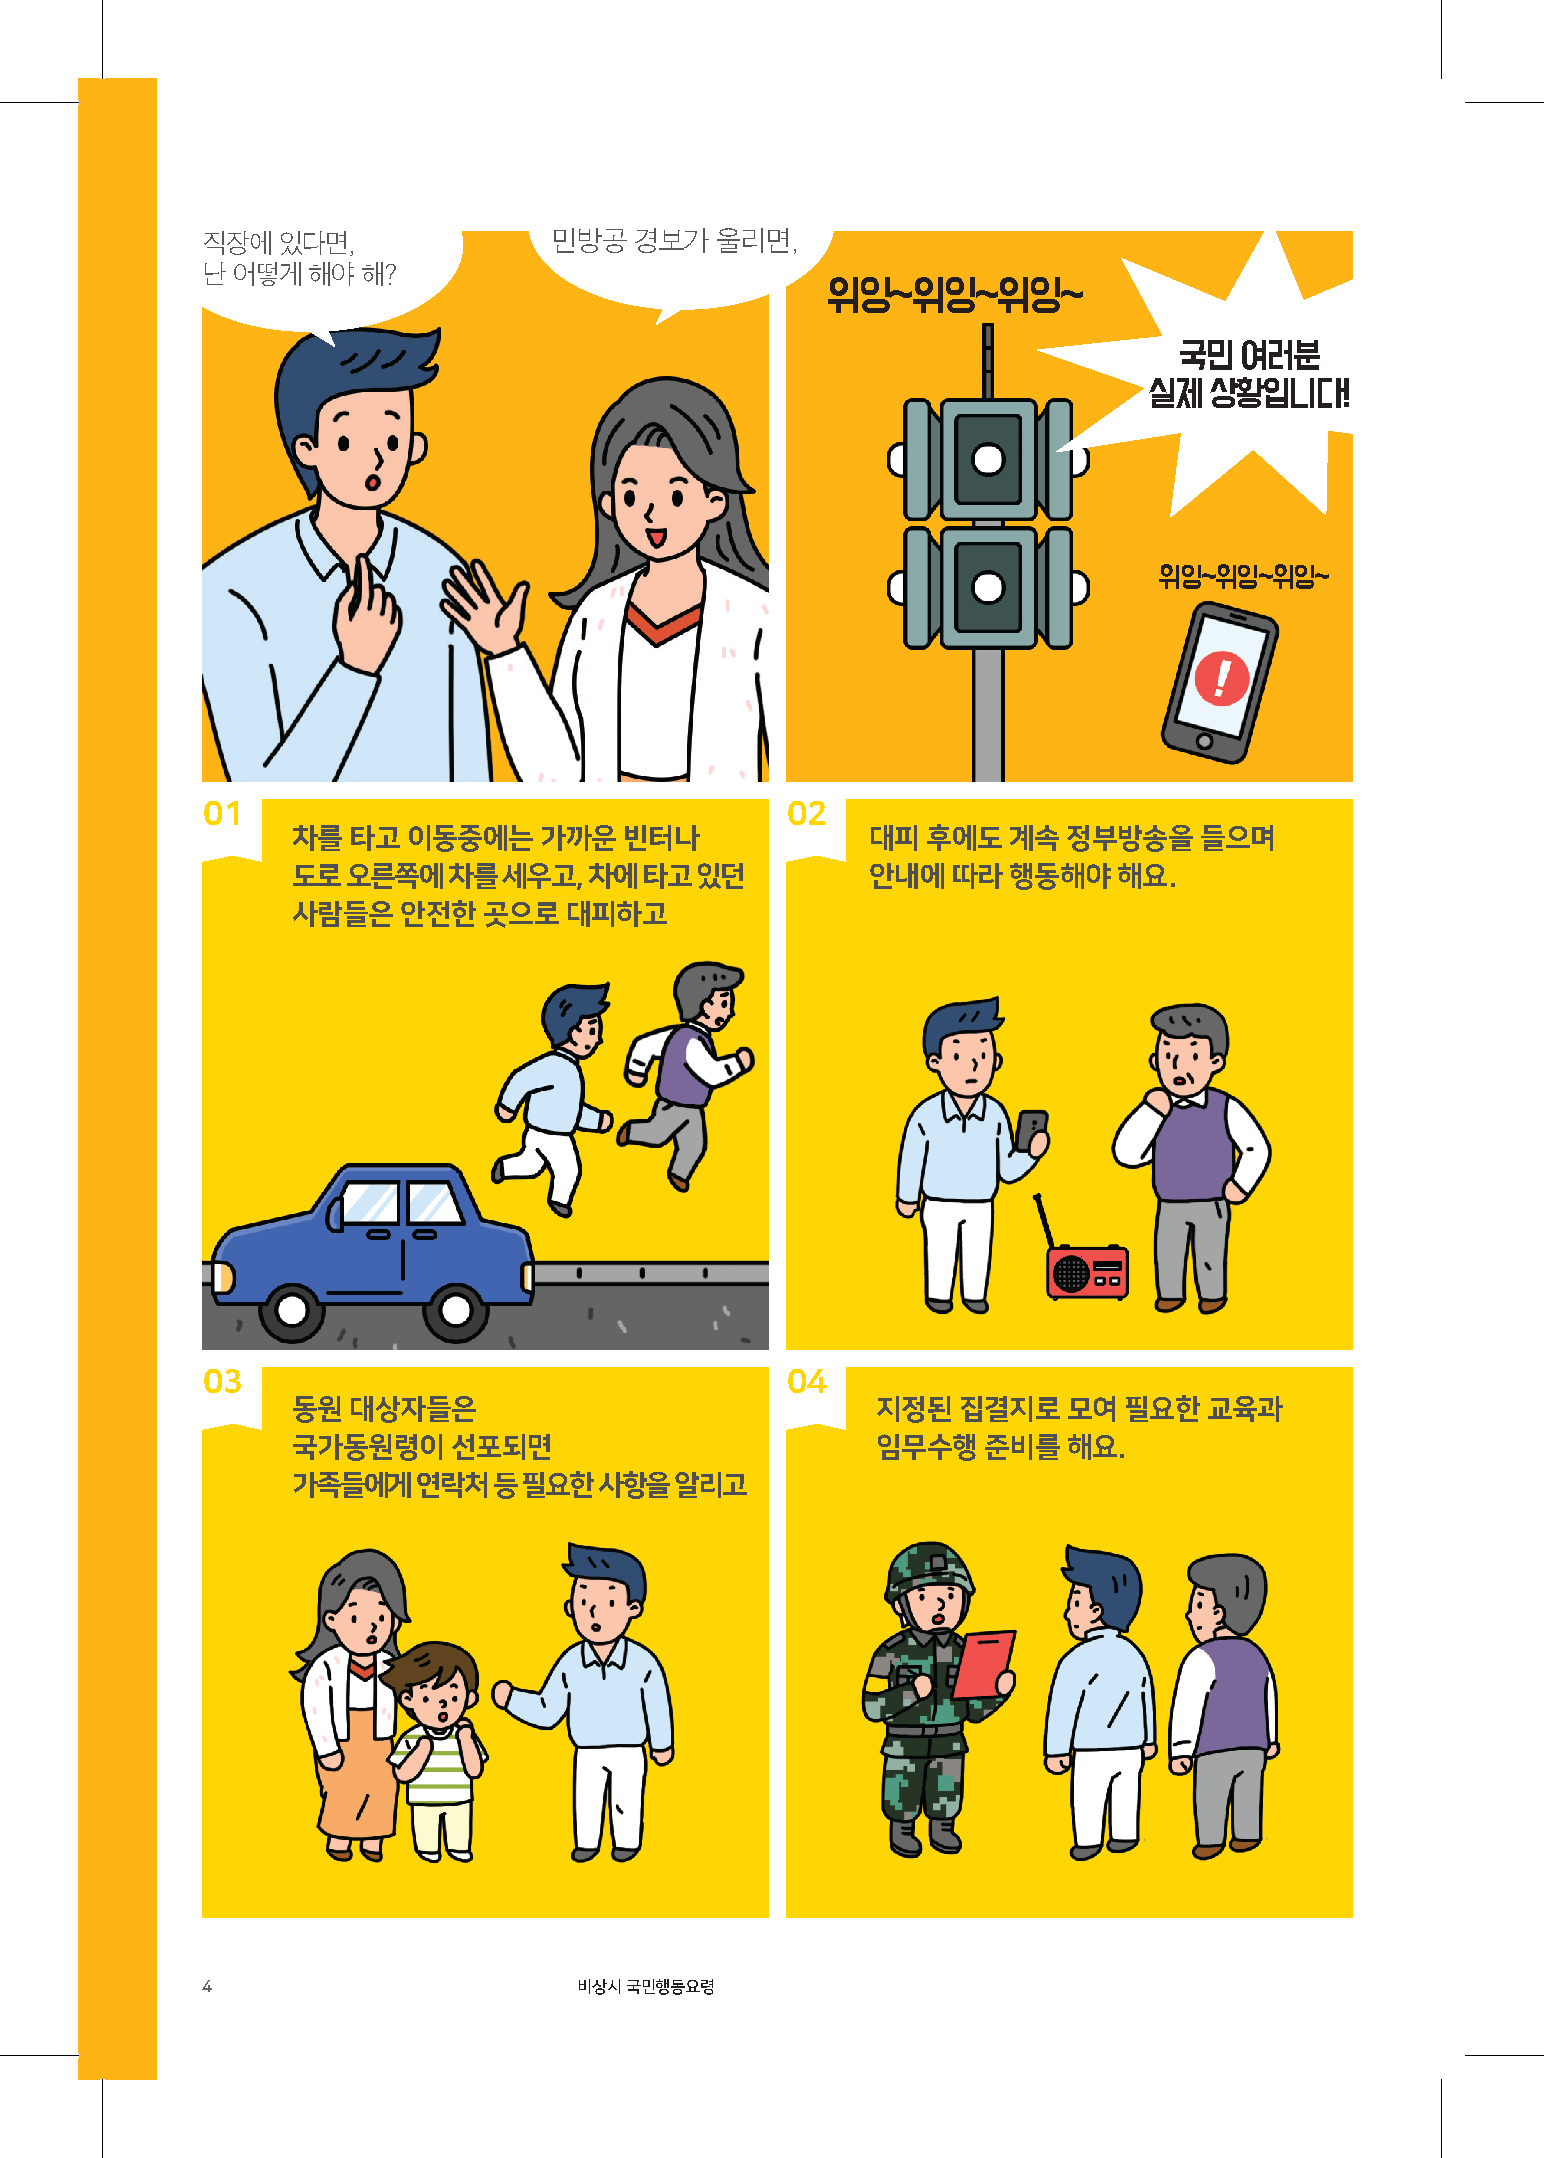 직장에 있다면,
난 어떻게 해야 해?
민방공 경보가 울리면,
위잉~위잉~위잉~
국민 여러분
실제 상황입니다!
위잉~위잉~위잉~
!
01
차를 타고 이동중에는 가까운 빈터나
도로 오른쪽에 차를 세우고, 차에 타고 있던
사람들은 안전한 곳으로 대피하고
02
대피 후에도 계속 정부방송을 들으며
안내에 따라 행동해야 해요.
03
동원 대상자들은
국가동원령이 선포되면
가족들에게 연락처 등 필요한 사항을 알리고
04
지정된 집결지로 모여 필요한 교육과
임무수행 준비를 해요.
4
비상시 국민행동요령